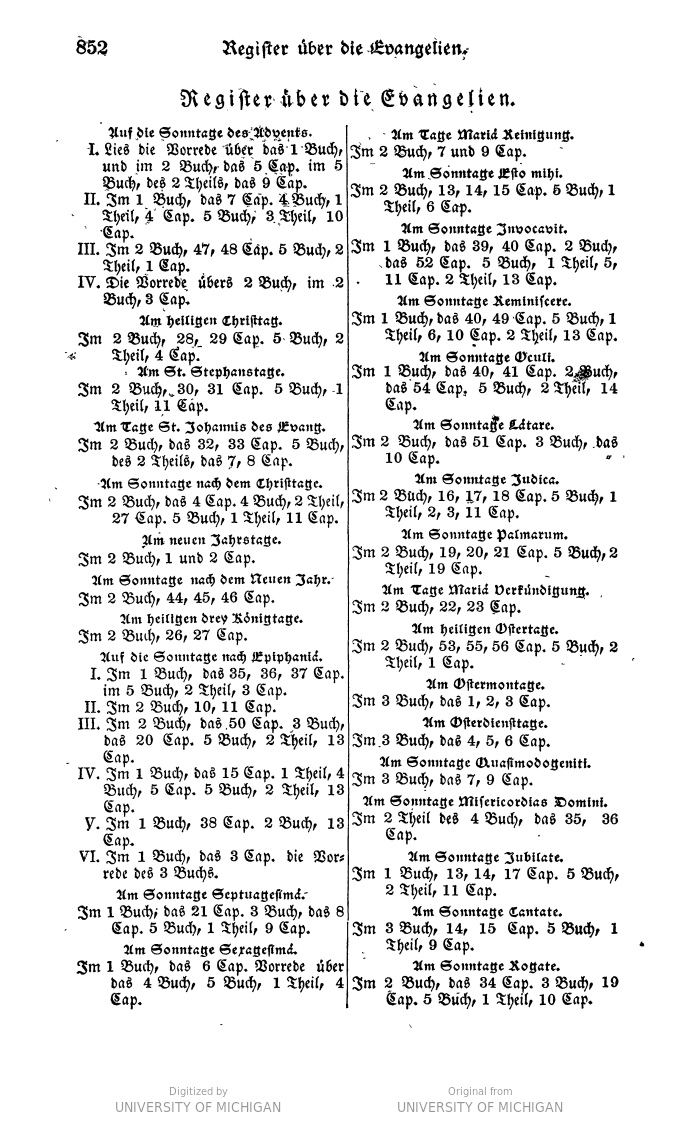 852
Register über die Evangelien.
Register über die Evangelien.
Auf die Sonntage des Advents.
I. Lies die Vorrede über das 1 Buch,
und im 2 Buch, das 5 Cap. im 5
Buch, des 2 Theils, das 9 Cap.
II. Im 1 Buch, das 7 Cap. 4 Buch, 1
Theil, 4 Cap. 5 Buch, 3 Theil, 10
Cap.
III. Im 2 Buch, 47, 48 Cap. 5 Buch, 2
Theil, 1 Cap.
IV. Die Vorrede übers 2 Buch, im 2
Buch, 3 Cap.
Am heiligen Christtag.
Im 2 Buch, 28, 29 Cap. 5 Buch, 2
Theil, 4 Cap.
Am St. Stephanstage.
Im 2 Buch, 30, 31 Cap. 5 Buch, 1
Theil, 11 Cap.
Am Tage St. Johannis des Evang.
Im 2 Buch, das 32, 33 Cap. 5 Buch,
des 2 Theils, das 7, 8 Cap.
Am Sonntage nach dem Christtage.
Im 2 Buch, das 4 Cap. 4 Buch, 2 Theil,
27 Cap. 5 Buch, 1 Theil, 11 Cap.
Am neuen Jahrstage.
Im 2 Buch, 1 und 2 Cap.
Am Sonntage nach dem Neuen Jahr.
Im 2 Buch, 44, 45, 46 Cap.
Am heiligen drey Königtage.
Im 2 Buch, 26, 27 Cap.
Auf die Sonntage nach Epiphaniä.
I. Im 1 Buch, das 35, 36, 37 Cap.
im 5 Buch, 2 Theil, 3 Cap.
II. Im 2 Buch, 10, 11 Cap.
III. Im 2 Buch, das 50 Cap. 3 Buch,
das 20 Cap. 5 Buch, 2 Theil, 13
Cap.
IV. Im 1 Buch, das 15 Cap. 1 Theil, 4
Buch, 5 Cap. 5 Buch, 2 Theil, 13
Cap.
V. Im 1 Buch, 38 Cap. 2 Buch, 13
Cap.
VI. Im 1 Buch, das 3 Cap. die Vor-
rede des 3 Buchs.
Am Sonntage Septuagesimä.
Im 1 Buch, das 21 Cap. 3 Buch, das 8
Cap. 5 Buch, 1 Theil, 9 Cap.
Am Sonntage Sexagesimä.
Im 1 Buch, das 6 Cap. Vorrede über
das 4 Buch, 5 Buch, 1 Theil, 4
Cap.
Am Tage Mariä Reinigung.
Im 2 Buch, 7 und 9 Cap.
Am Sonntage Esto mihi.
Im 2 Buch, 13, 14, 15 Cap. 5 Buch, 1
Theil, 6 Cap.
Am Sonntage Invocavit.
Im 1 Buch, das 39, 40 Cap. 2 Buch,
das 52 Cap. 5 Buch, 1 Theil, 5,
11 Cap. 2 Theil, 13 Cap.
Am Sonntage Reminiscere.
Im 1 Buch, das 40, 49 Cap. 5 Buch, 1
Theil, 6, 10 Cap. 2 Theil, 13 Cap.
Am Sonntage Oculi.
Im 1 Buch, das 40, 41 Cap. 2 Buch,
das 54 Cap. 5 Buch, 2 Theil, 14
Cap.
Am Sonntage Lätare.
Im 2 Buch, das 51 Cap. 3 Buch, das
10 Cap.
Am Sonntage Judica.
Im 2 Buch, 16, 17, 18 Cap. 5 Buch, 1
Theil, 2, 3, 11 Cap.
Am Sonntage Palmarum.
Im 2 Buch, 19, 20, 21 Cap. 5 Buch, 2
Theil, 19 Cap.
Am Tage Mariä Verkündigung.
Im 2 Buch, 22, 23 Cap.
Am heiligen Ostertage.
Im 2 Buch, 53, 55, 56 Cap. 5 Buch, 2
Theil, 1 Cap.
Am Ostermontage.
Im 3 Buch, das 1, 2, 3 Cap.
Am Osterdiensttage.
Im 3 Buch, das 4, 5, 6 Cap.
Am Sonntage Quasimodogeniti.
Im 3 Buch, das 7, 9 Cap.
Am Sonntage Misericordias Domini.
Im 2 Theil des 4 Buch, das 35, 36
Cap.
Am Sonntage Jubilate.
Im 1 Buch, 13, 14, 17 Cap. 5 Buch,
2 Theil, 11 Cap.
Am Sonntage Cantate.
Im 3 Buch, 14, 15 Cap. 5 Buch, 1
Theil, 9 Cap.
Am Sonntage Rogate.
Im 2 Buch, das 34 Cap. 3 Buch, 19
Cap. 5 Buch, 1 Theil, 10 Cap.
Digitized by
UNIVERSITY OF MICHIGAN
Original from
UNIVERSITY OF MICHIGAN